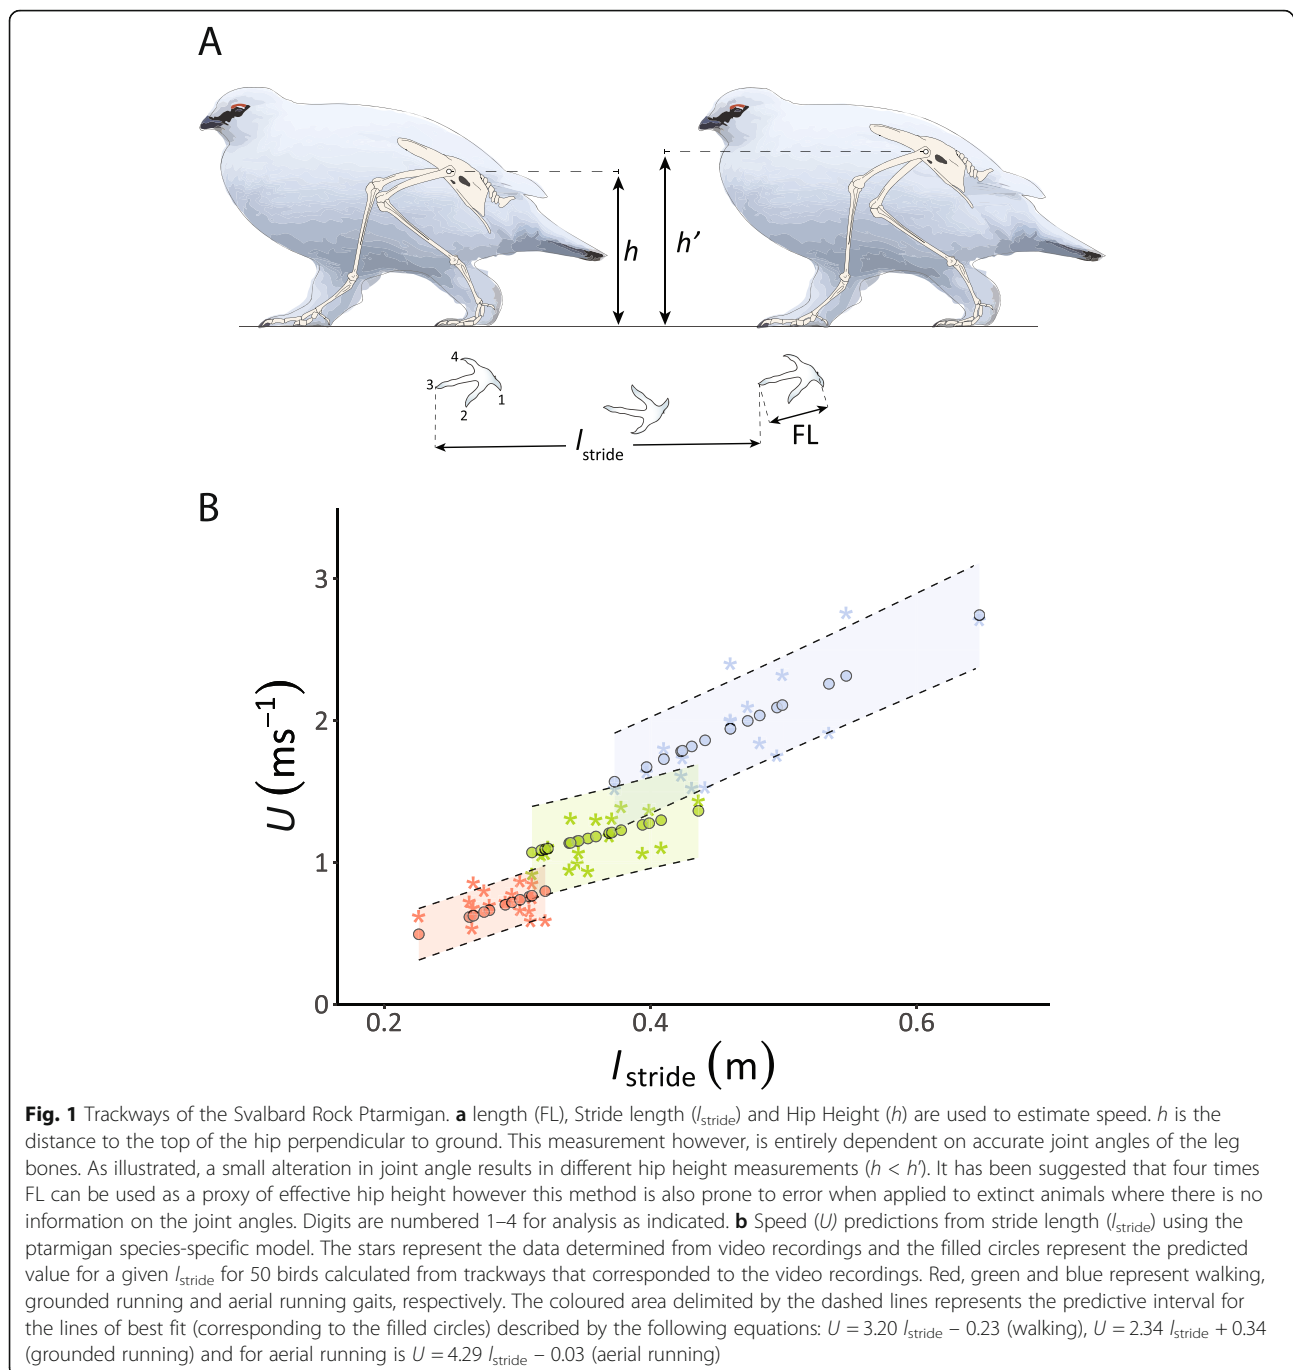 A
h
h′
4
3
2
1
l stride
FL
B
3
2
1
0
U (ms⁻¹)
0.2
0.4
0.6
l stride (m)
Fig. 1 Trackways of the Svalbard Rock Ptarmigan. a length (FL), Stride length (lstride) and Hip Height (h) are used to estimate speed. h is the
distance to the top of the hip perpendicular to ground. This measurement however, is entirely dependent on accurate joint angles of the leg
bones. As illustrated, a small alteration in joint angle results in different hip height measurements (h < h′). It has been suggested that four times
FL can be used as a proxy of effective hip height however this method is also prone to error when applied to extinct animals where there is no
information on the joint angles. Digits are numbered 1–4 for analysis as indicated. b Speed (U) predictions from stride length (lstride) using the
ptarmigan species-specific model. The stars represent the data determined from video recordings and the filled circles represent the predicted
value for a given lstride for 50 birds calculated from trackways that corresponded to the video recordings. Red, green and blue represent walking,
grounded running and aerial running gaits, respectively. The coloured area delimited by the dashed lines represents the predictive interval for
the lines of best fit (corresponding to the filled circles) described by the following equations: U = 3.20 lstride – 0.23 (walking), U = 2.34 lstride + 0.34
(grounded running) and for aerial running is U = 4.29 lstride – 0.03 (aerial running)